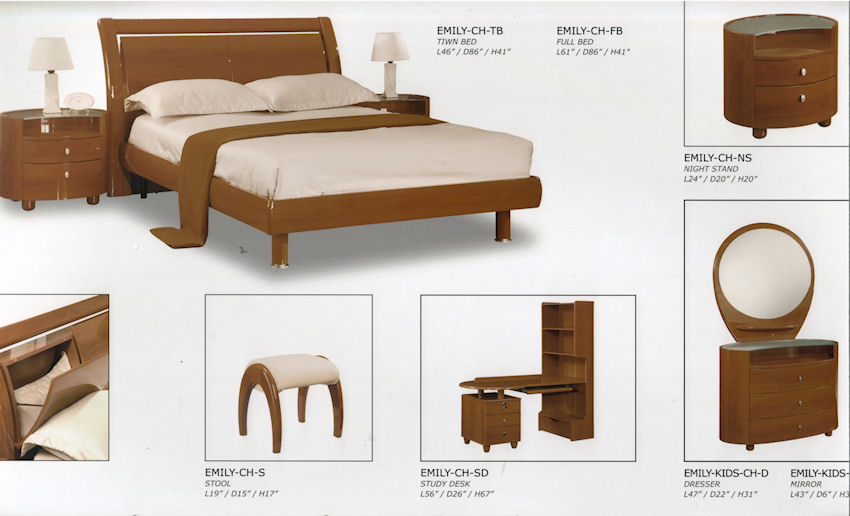 EMILY-CH-TB
TIWN BED
L46" / D86" / H41"
EMILY-CH-FB
FULL BED
L61" / D86" / H41"
EMILY-CH-NS
NIGHT STAND
L24" / D20" / H20"
EMILY-CH-S
STOOL
L19" / D15" / H17"
EMILY-CH-SD
STUDY DESK
L56" / D26" / H67"
EMILY-KIDS-CH-D
DRESSER
L47" / D22" / H31"
EMILY-KIDS-
MIRROR
L43" / D6" / H3